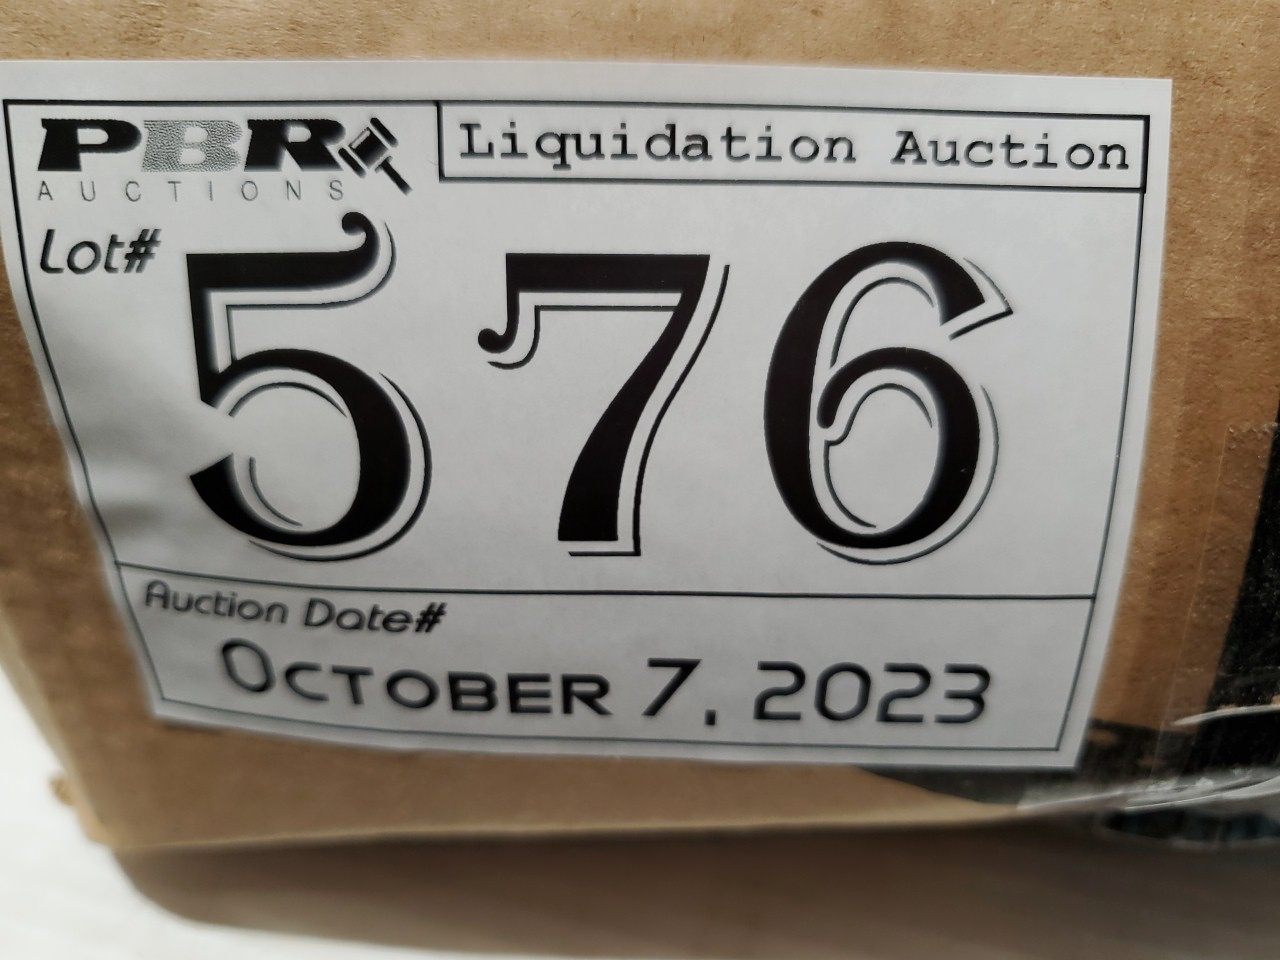 PBR
AUCTIONS
Liquidation Auction
Lot#
576
Auction Date#
October 7, 2023